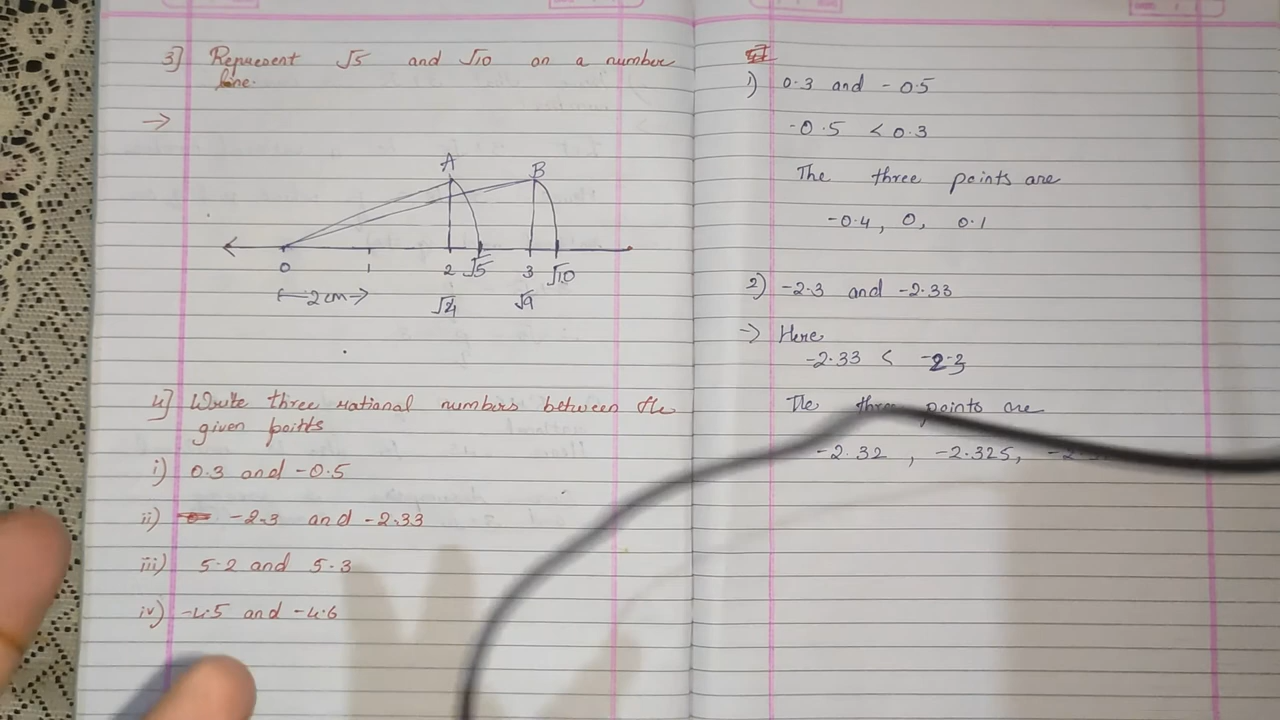 3] Represent √5 and √10 on a number
line.
→
A B
0 1 2 √5 3 √10
2 cm √4 √9
4] Write three rational numbers between the
given points
i) 0.3 and -0.5
ii) -2.3 and -2.33
iii) 5.2 and 5.3
iv) -4.5 and -4.6
1) 0.3 and -0.5
-0.5 < 0.3
The three points are
-0.4, 0, 0.1
2) -2.3 and -2.33
→ Here
-2.33 < -2.3
The three points are
-2.32, -2.325,